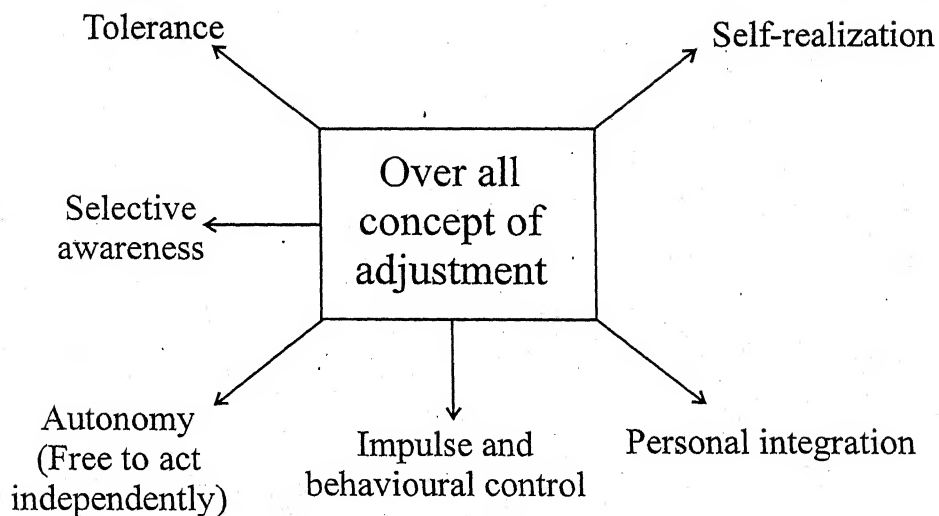 Tolerance
Self-realization
Over all
concept of
adjustment
Selective
awareness
Autonomy
(Free to act
independently)
Impulse and
behavioural control
Personal integration